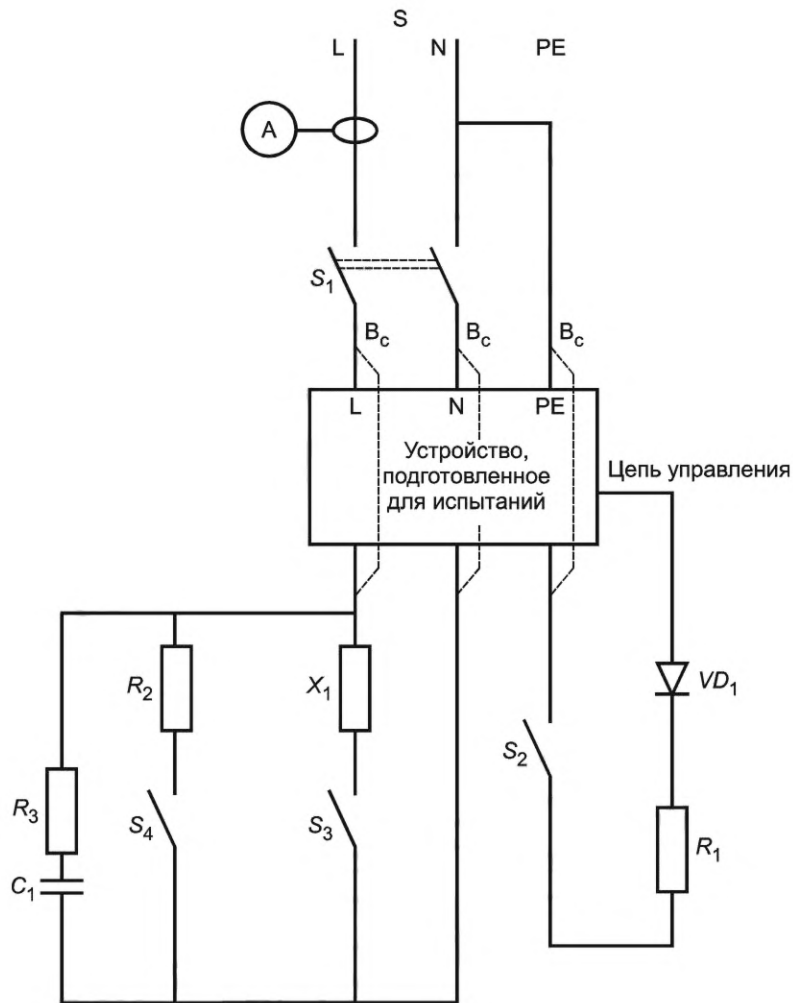 S
L N PE
A
S1
Bc Bc Bc
L N PE
Устройство,
подготовленное
для испытаний
Цепь управления
R2 X1 VD1
S2
R3 S4 S3 R1
C1